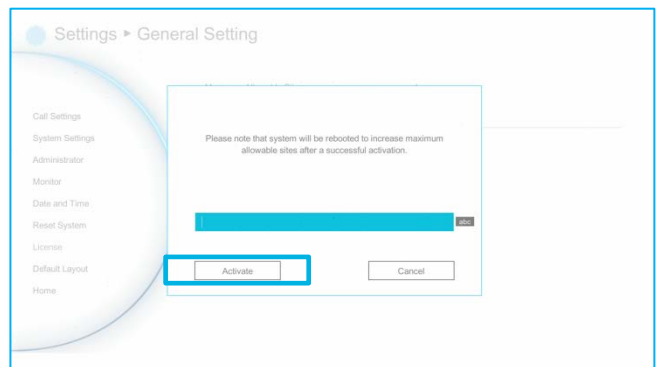 Settings ▸ General Setting
Call Settings
System Settings
Administrator
Monitor
Date and Time
Reset System
License
Default Layout
Home
Please note that system will be rebooted to increase maximum
allowable sites after a successful activation.
abc
Activate
Cancel